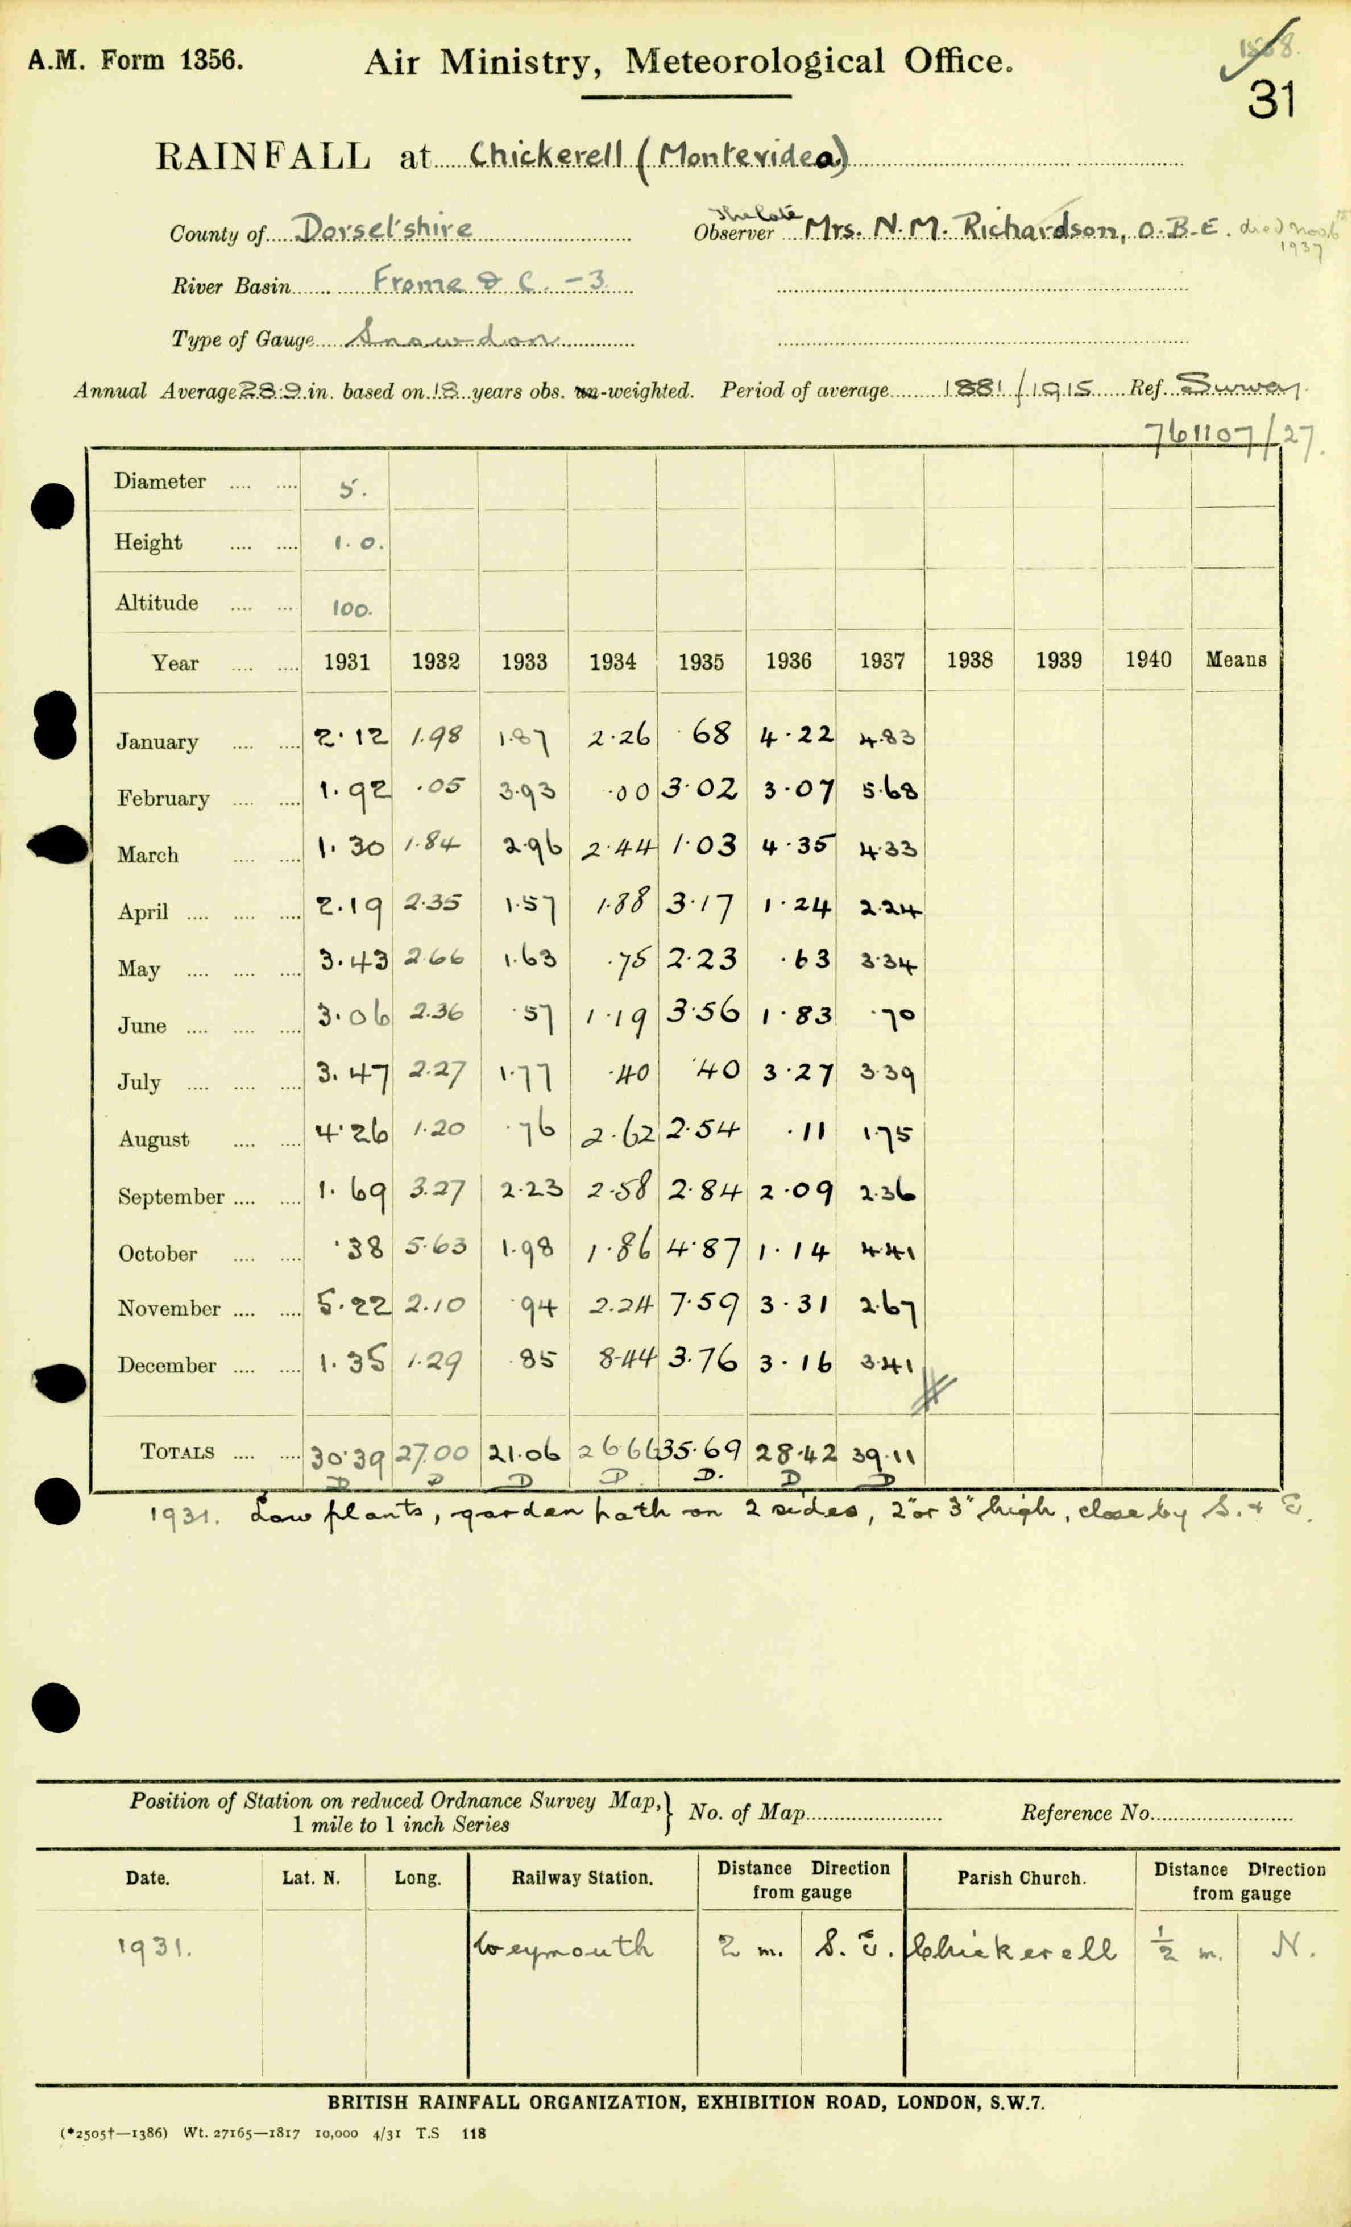 A.M. Form 1356.
Air Ministry, Meteorological Office.
31
RAINFALL at Chickerell (Montevidea)
County of Dorset'shire
The late
Observer Mrs. N. M. Richardson, O.B.E. died Nov.
1937
River Basin Frome & C. -3
Type of Gauge Snowdon
Annual Average 28.9 in. based on 18 years obs. un-weighted. Period of average 1881/1915 Ref. Survey.
761107/27.
Diameter 5.
Height 1. 0.
Altitude 100.
Year 1931 1932 1933 1934 1935 1936 1937 1938 1939 1940 Means
January 2.12 1.98 1.87 2.26 .68 4.22 4.83
February 1.92 .05 3.93 .00 3.02 3.07 5.68
March 1.30 1.84 2.96 2.44 1.03 4.35 4.33
April 2.19 2.35 1.57 1.88 3.17 1.24 2.24
May 3.43 2.66 1.63 .75 2.23 .63 3.34
June 3.06 2.36 .57 1.19 3.56 1.83 .70
July 3.47 2.27 1.77 .40 .40 3.27 3.39
August 4.26 1.20 .76 2.62 2.54 .11 1.75
September 1.69 3.27 2.23 2.58 2.84 2.09 2.36
October .38 5.63 1.98 1.86 4.87 1.14 4.41
November 5.22 2.10 .94 2.24 7.59 3.31 2.67
December 1.35 1.29 .85 8.44 3.76 3.16 3.41
TOTALS 30.39 27.00 21.06 26.66 35.69 28.42 39.11
D D D D D. D D
1931. Low plants, garden path on 2 sides, 2" or 3" high, close by S. & E.
Position of Station on reduced Ordnance Survey Map,
1 mile to 1 inch Series
No. of Map
Reference No.
Date. Lat. N. Long. Railway Station. Distance Direction from gauge Parish Church. Distance Direction from gauge
1931. Weymouth 2 m. S. E. Chickerell ½ m. N.
BRITISH RAINFALL ORGANIZATION, EXHIBITION ROAD, LONDON, S.W.7.
(*2505†—1386) Wt. 27165—1817 10,000 4/31 T.S 118